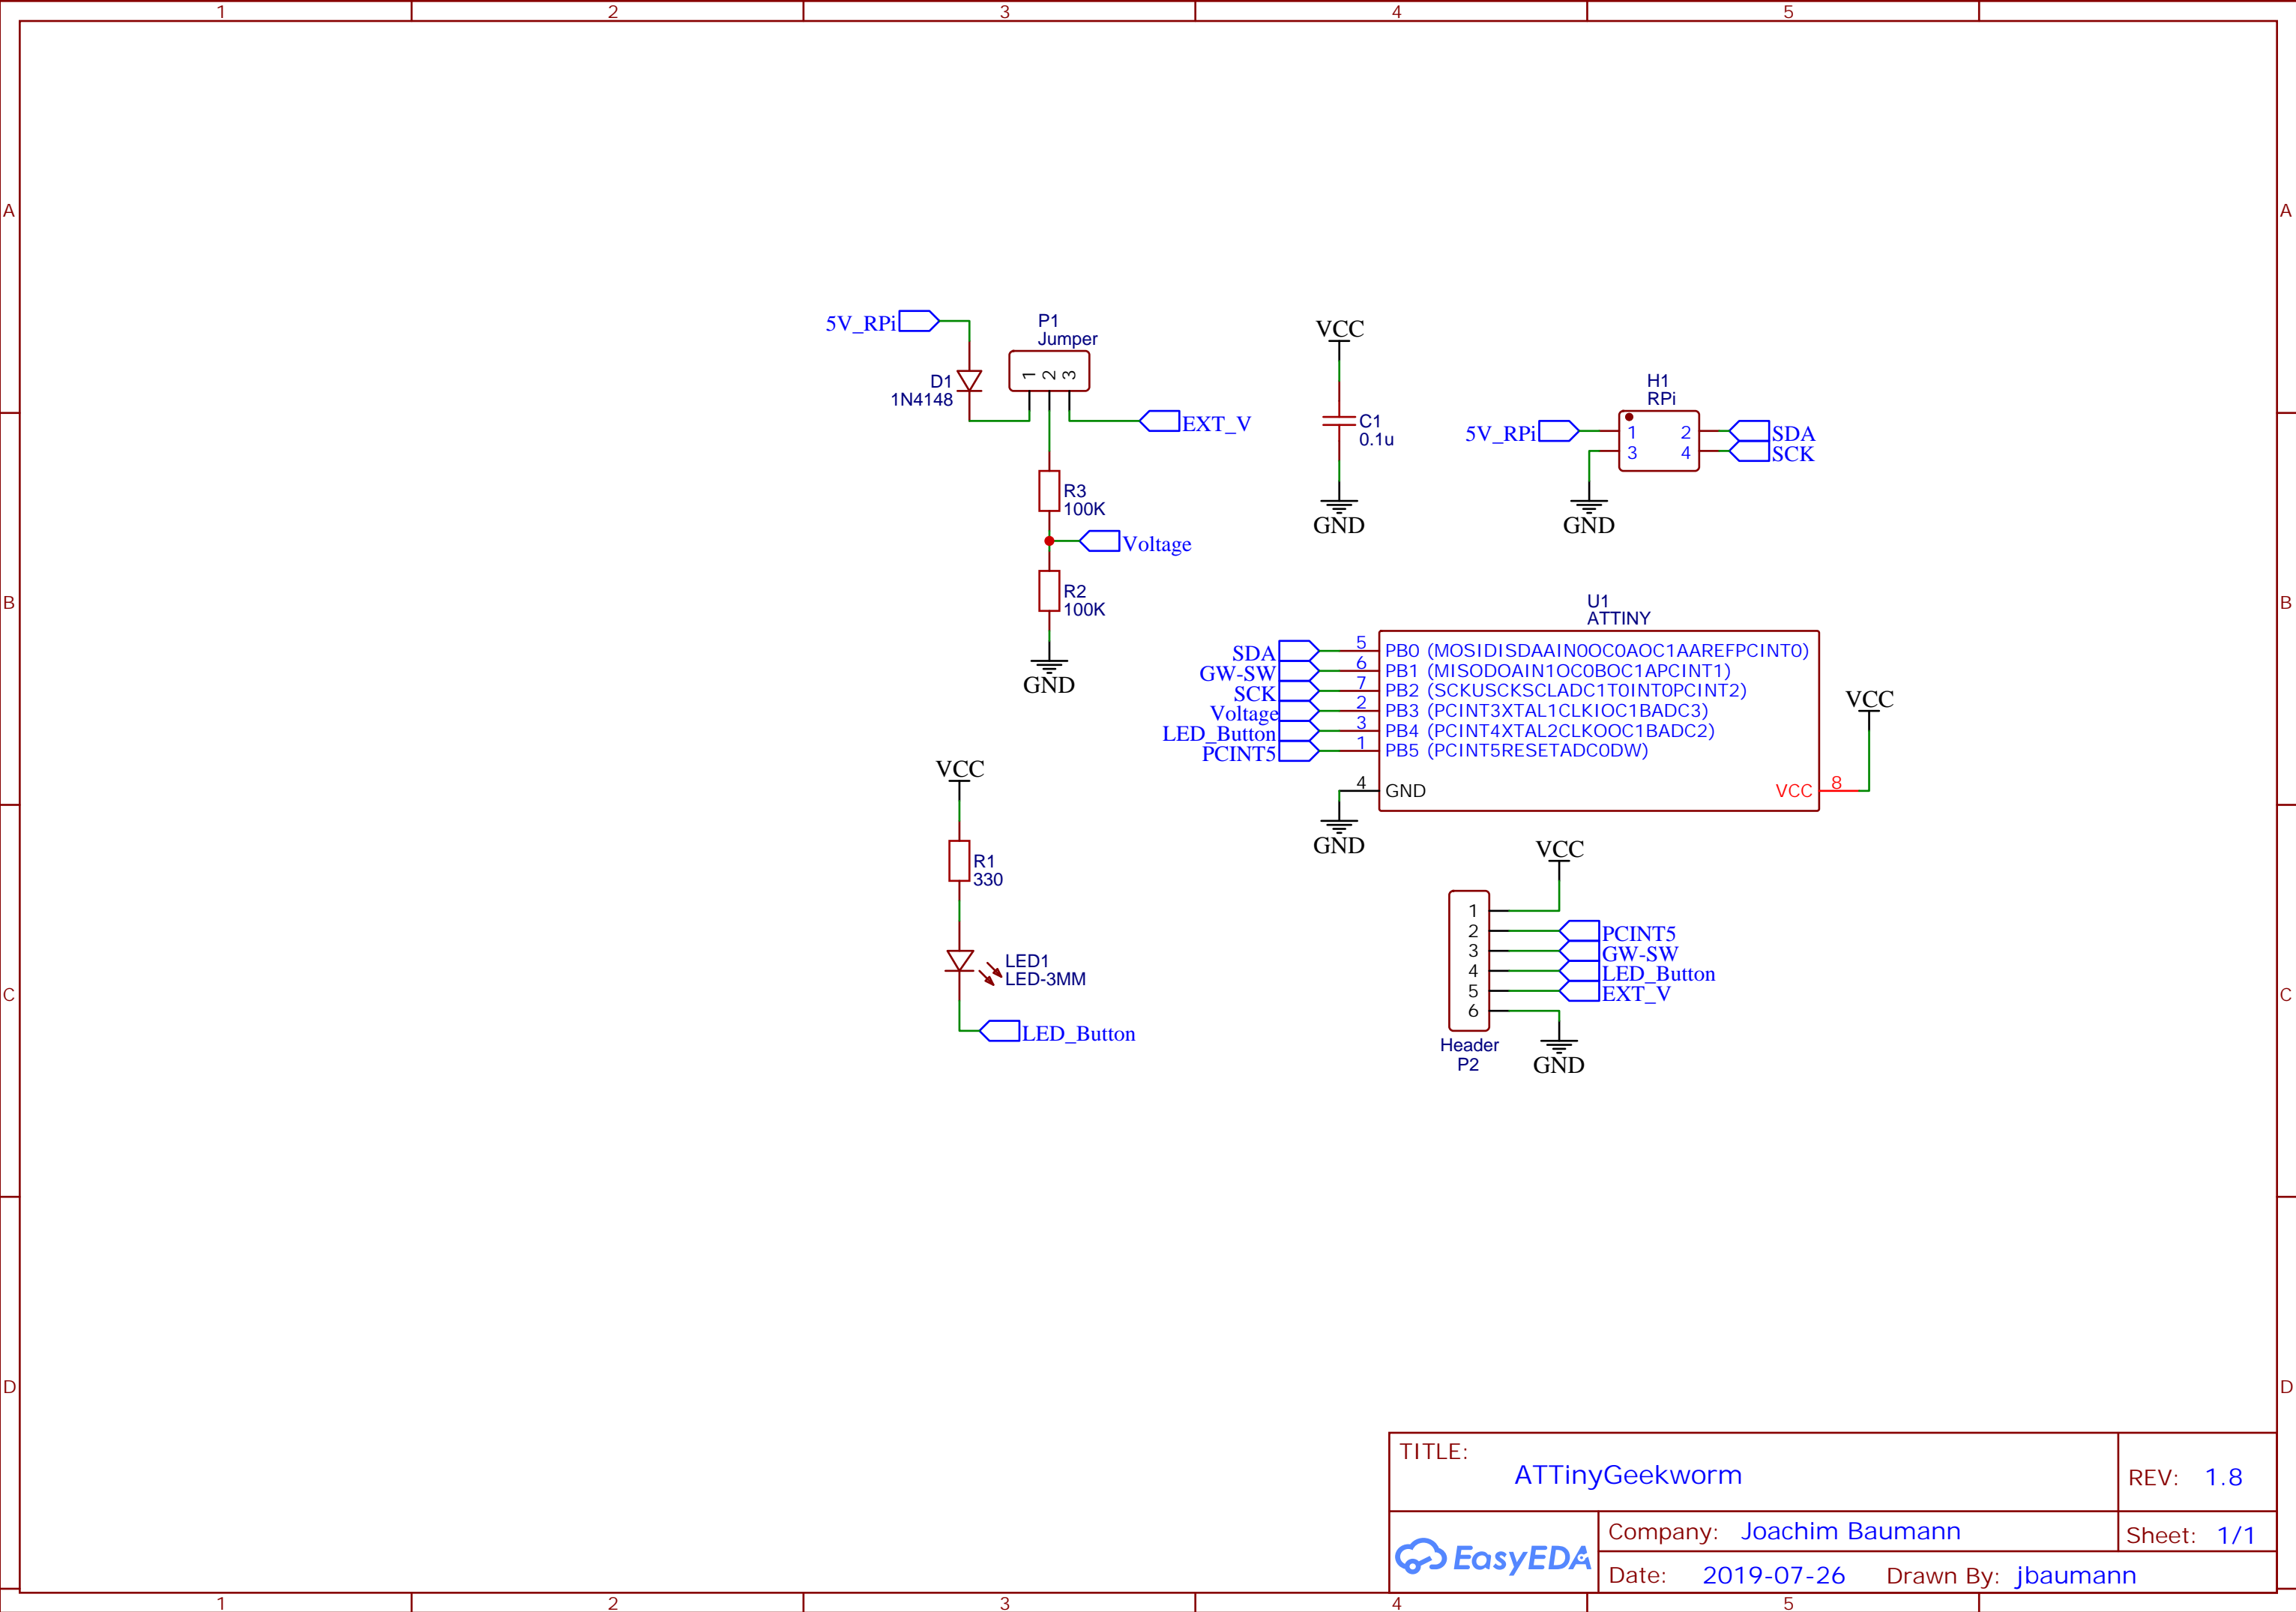 1 2 3 4 5
A A
5V_RPi
P1
Jumper
1 2 3
D1
1N4148
EXT_V
R3
100K
Voltage
R2
100K
GND
VCC
C1
0.1u
GND
H1
RPi
5V_RPi
1 2
3 4
SDA
SCK
GND
B B
U1
ATTINY
SDA 5 PB0 (MOSIDISDAAIN0OC0AOC1AAREFPCINT0)
GW-SW 6 PB1 (MISODOAIN1OC0BOC1APCINT1)
SCK 7 PB2 (SCKUSCKSCLADC1T0INT0PCINT2)
Voltage 2 PB3 (PCINT3XTAL1CLKIOC1BADC3)
LED_Button 3 PB4 (PCINT4XTAL2CLKOOC1BADC2)
PCINT5 1 PB5 (PCINT5RESETADC0DW)
4 GND VCC 8
VCC
GND
VCC
R1
330
LED1
LED-3MM
LED_Button
VCC
1
2 PCINT5
3 GW-SW
4 LED_Button
5 EXT_V
6
Header
P2
GND
C C
D D
TITLE:
ATTinyGeekworm
REV: 1.8
EasyEDA
Company: Joachim Baumann
Sheet: 1/1
Date: 2019-07-26 Drawn By: jbaumann
1 2 3 4 5